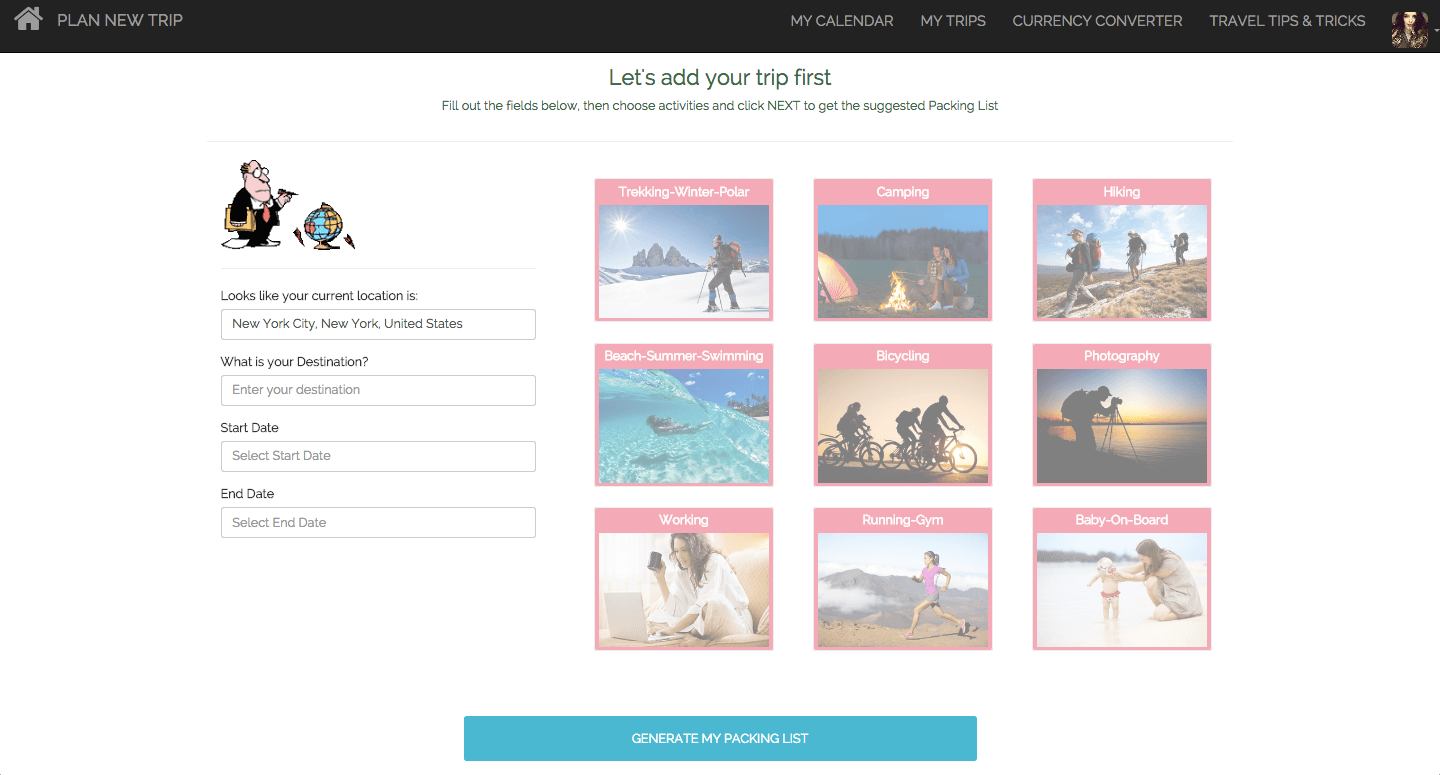 PLAN NEW TRIP
MY CALENDAR
MY TRIPS
CURRENCY CONVERTER
TRAVEL TIPS & TRICKS
Let's add your trip first
Fill out the fields below, then choose activities and click NEXT to get the suggested Packing List
Looks like your current location is:
New York City, New York, United States
What is your Destination?
Enter your destination
Start Date
Select Start Date
End Date
Select End Date
Trekking-Winter-Polar
Camping
Hiking
Beach-Summer-Swimming
Bicycling
Photography
Working
Running-Gym
Baby-On-Board
GENERATE MY PACKING LIST